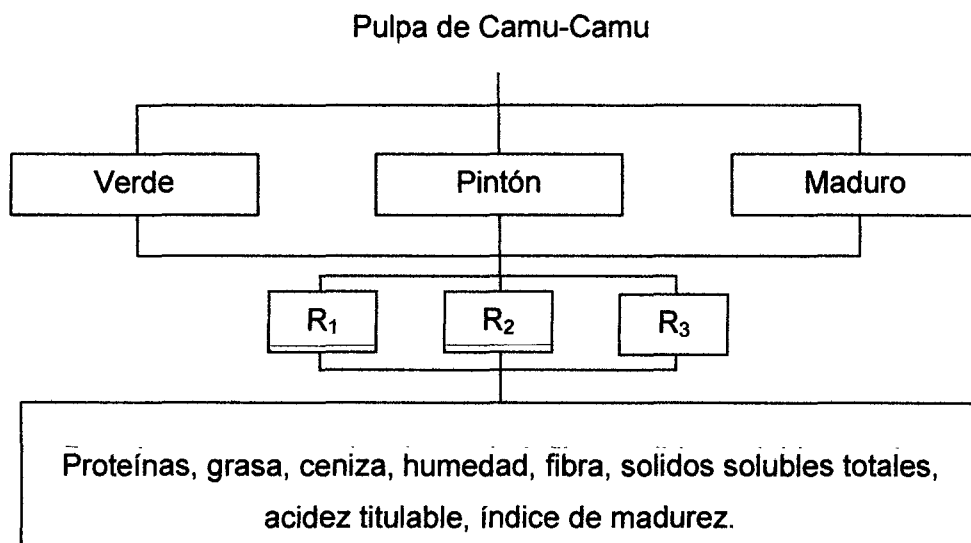 Pulpa de Camu-Camu
Verde
Pintón
Maduro
R₁
R₂
R₃
Proteínas, grasa, ceniza, humedad, fibra, solidos solubles totales,
acidez titulable, índice de madurez.